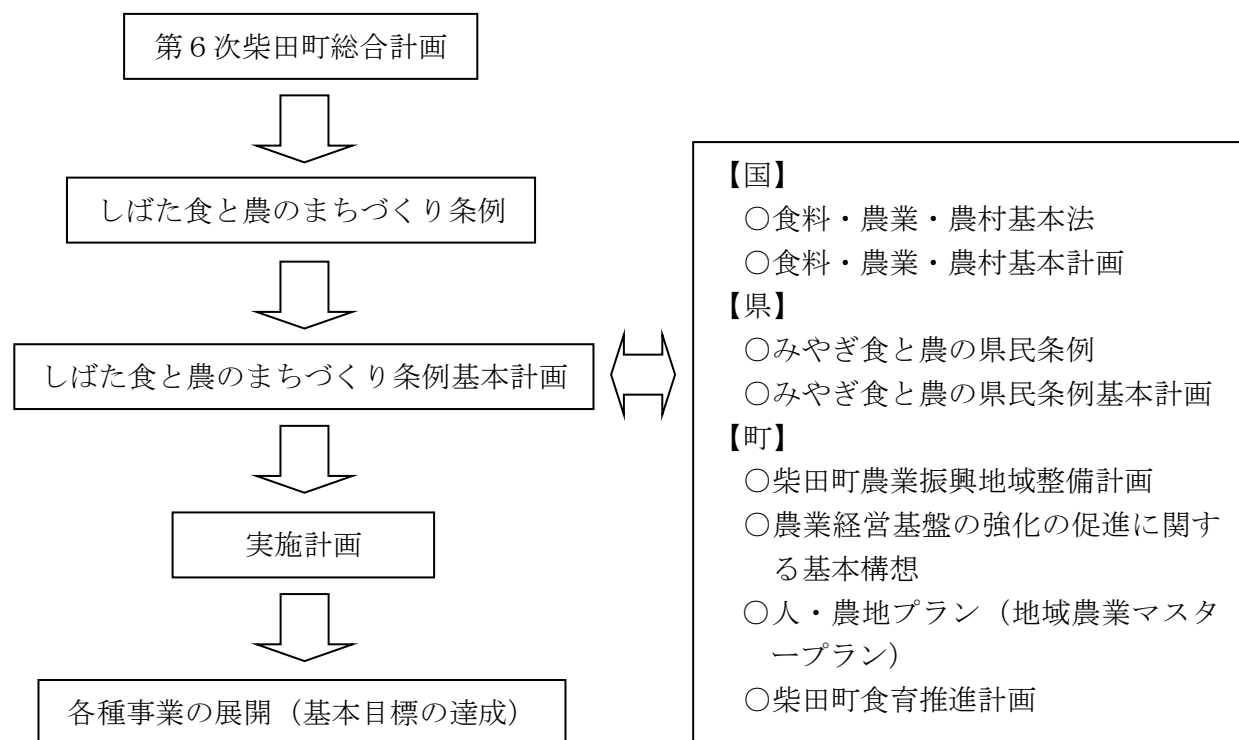 第６次柴田町総合計画
しばた食と農のまちづくり条例
しばた食と農のまちづくり条例基本計画
実施計画
各種事業の展開（基本目標の達成）
【国】
○食料・農業・農村基本法
○食料・農業・農村基本計画
【県】
○みやぎ食と農の県民条例
○みやぎ食と農の県民条例基本計画
【町】
○柴田町農業振興地域整備計画
○農業経営基盤の強化の促進に関す
る基本構想
○人・農地プラン（地域農業マスタ
ープラン）
○柴田町食育推進計画